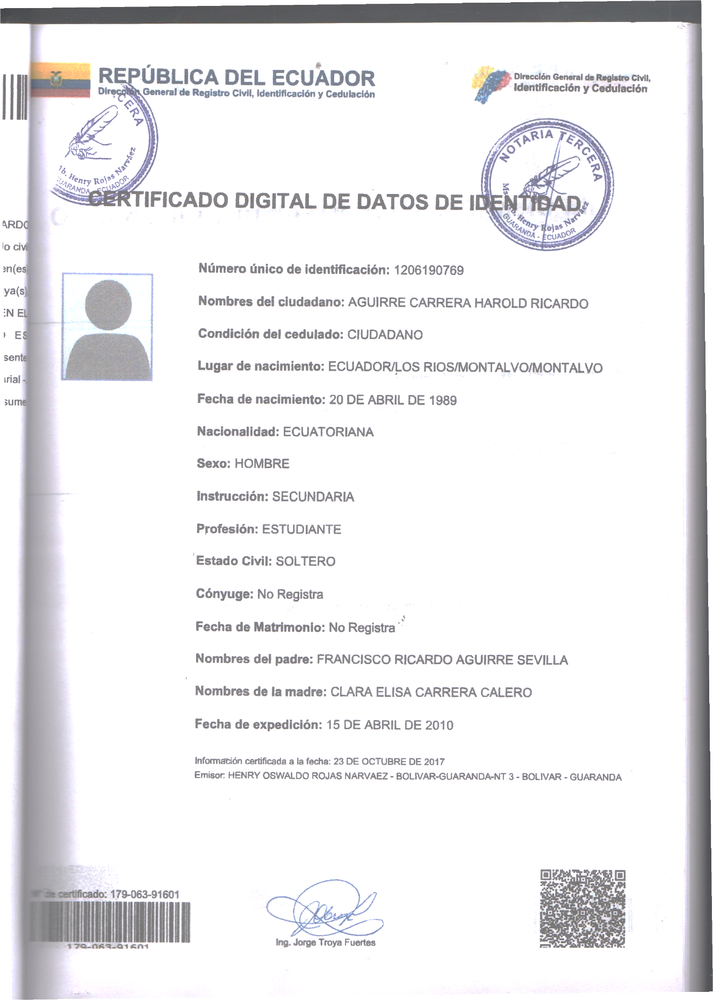 REPÚBLICA DEL ECUADOR
Dirección General de Registro Civil, Identificación y Cedulación
Dirección General de Registro Civil,
Identificación y Cedulación
CERA
Ab. Henry Rojas Narváez
GUARANDA - ECUADOR
NOTARIA TERCERA
Henry Rojas Narváez
GUARANDA - ECUADOR
CERTIFICADO DIGITAL DE DATOS DE IDENTIDAD
ARDO
lo civi
en(es)
ya(s)
EN EL
ES
sente
arial -
sume
Número único de identificación: 1206190769
Nombres del ciudadano: AGUIRRE CARRERA HAROLD RICARDO
Condición del cedulado: CIUDADANO
Lugar de nacimiento: ECUADOR/LOS RIOS/MONTALVO/MONTALVO
Fecha de nacimiento: 20 DE ABRIL DE 1989
Nacionalidad: ECUATORIANA
Sexo: HOMBRE
Instrucción: SECUNDARIA
Profesión: ESTUDIANTE
Estado Civil: SOLTERO
Cónyuge: No Registra
Fecha de Matrimonio: No Registra
Nombres del padre: FRANCISCO RICARDO AGUIRRE SEVILLA
Nombres de la madre: CLARA ELISA CARRERA CALERO
Fecha de expedición: 15 DE ABRIL DE 2010
Información certificada a la fecha: 23 DE OCTUBRE DE 2017
Emisor: HENRY OSWALDO ROJAS NARVAEZ - BOLIVAR-GUARANDA-NT 3 - BOLIVAR - GUARANDA
N° de certificado: 179-063-91601
179-063-91601
Ing. Jorge Troya Fuertes